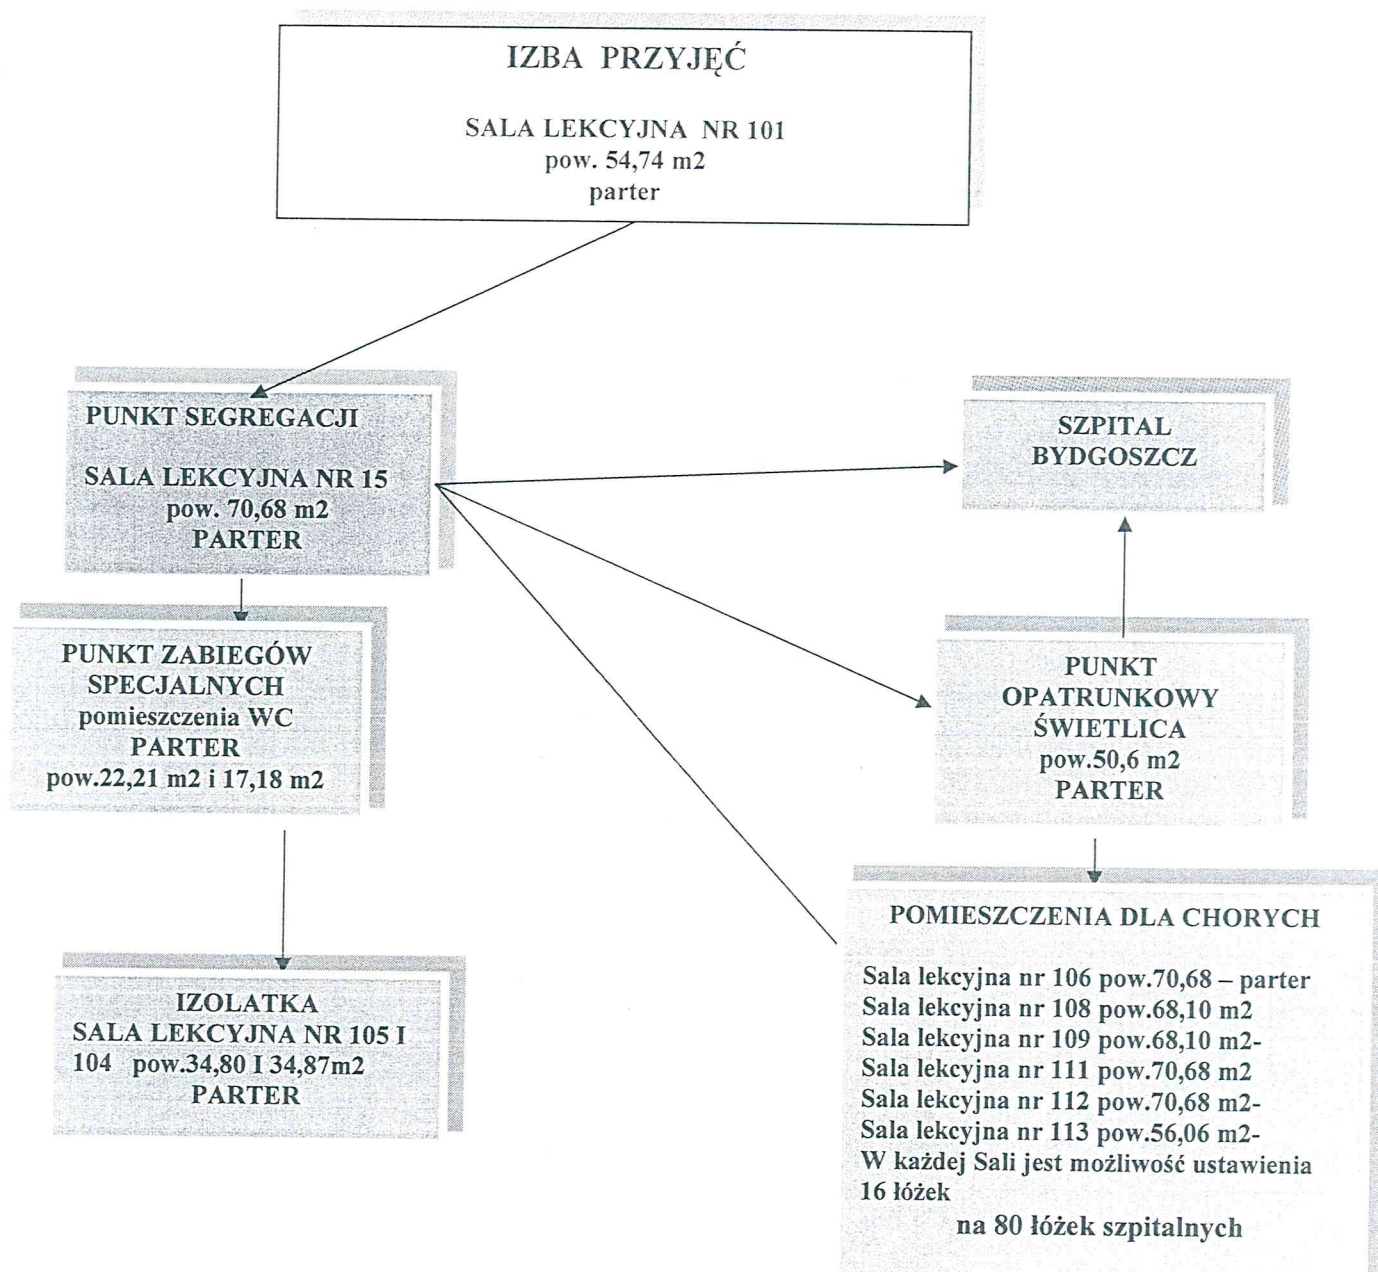 IZBA PRZYJĘĆ
SALA LEKCYJNA NR 101
pow. 54,74 m2
parter
PUNKT SEGREGACJI
SALA LEKCYJNA NR 15
pow. 70,68 m2
PARTER
SZPITAL
BYDGOSZCZ
PUNKT ZABIEGÓW
SPECJALNYCH
pomieszczenia WC
PARTER
pow.22,21 m2 i 17,18 m2
PUNKT
OPATRUNKOWY
ŚWIETLICA
pow.50,6 m2
PARTER
IZOLATKA
SALA LEKCYJNA NR 105 I
104 pow.34,80 I 34,87m2
PARTER
POMIESZCZENIA DLA CHORYCH
Sala lekcyjna nr 106 pow.70,68 – parter
Sala lekcyjna nr 108 pow.68,10 m2
Sala lekcyjna nr 109 pow.68,10 m2-
Sala lekcyjna nr 111 pow.70,68 m2
Sala lekcyjna nr 112 pow.70,68 m2-
Sala lekcyjna nr 113 pow.56,06 m2-
W każdej Sali jest możliwość ustawienia
16 łóżek
na 80 łóżek szpitalnych